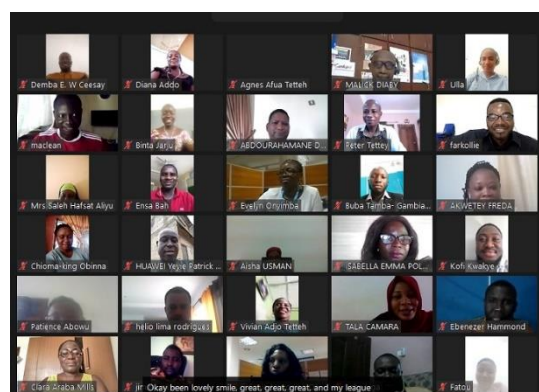 Demba E. W Ceesay
Diana Addo
Agnes Afua Tetteh
MALICK DIABY
Ulla
maclean
Binta Jarju
ABDOURAHAMANE D...
Peter Tettey
farkollie
Mrs Saleh Hafsat Aliyu
Ensa Bah
Evelyn Onyimba
Buba Tamba- Gambia...
AKWETEY FREDA
Chioma-king Obinna
HUAWEI Yeyie Patrick ...
Aisha USMAN
ISABELLA EMMA POL...
Kofi Kwakye
Patience Abowu
helio lima rodrigues
Vivian Adjo Tetteh
TALA CAMARA
Ebenezer Hammond
Clara Araba Mills
jir
Okay been lovely smile, great, great, great, and my league
Fatou